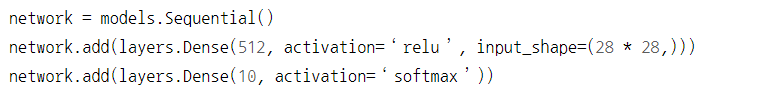 network = models.Sequential()
network.add(layers.Dense(512, activation=‘relu’, input_shape=(28 * 28,)))
network.add(layers.Dense(10, activation=‘softmax’))